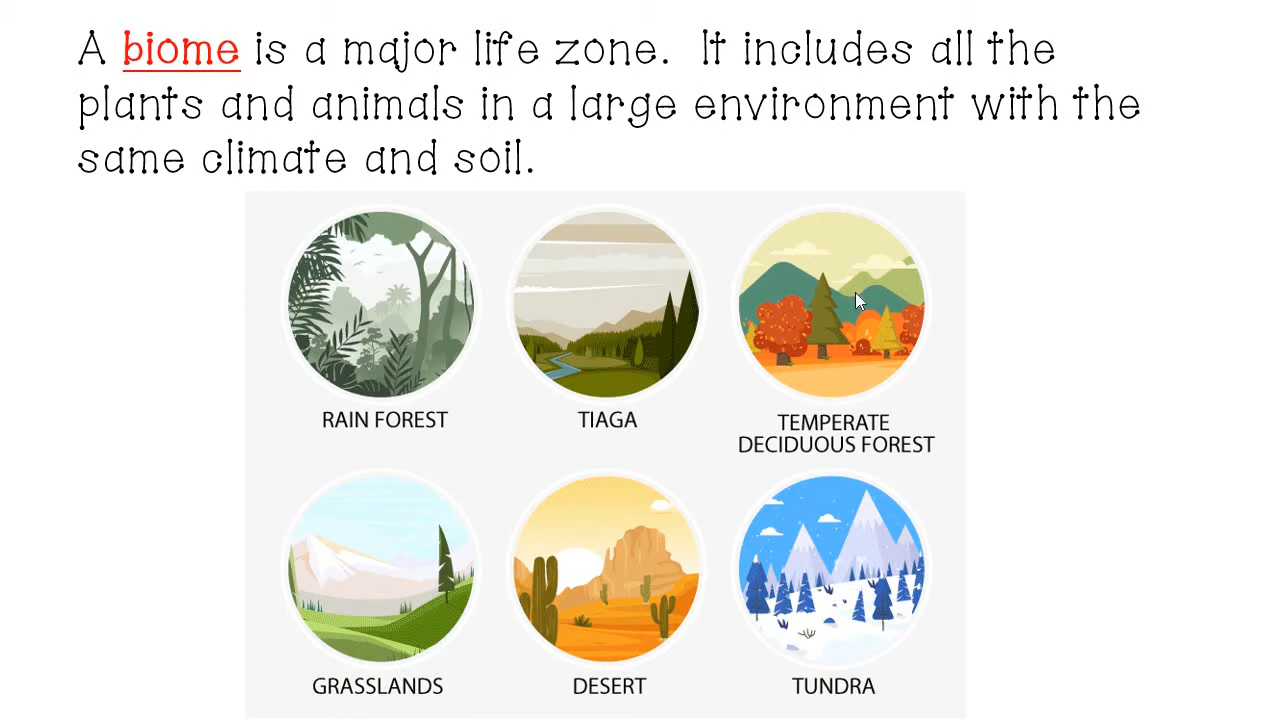 A biome is a major life zone. It includes all the
plants and animals in a large environment with the
same climate and soil.
RAIN FOREST
TIAGA
TEMPERATE
DECIDUOUS FOREST
GRASSLANDS
DESERT
TUNDRA